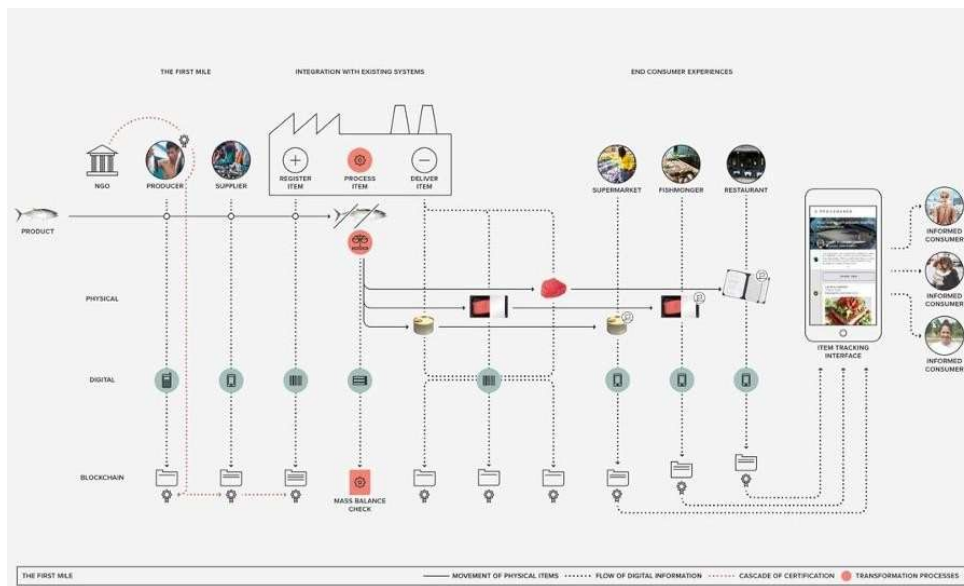 THE FIRST MILE
INTEGRATION WITH EXISTING SYSTEMS
END CONSUMER EXPERIENCES
NGO
PRODUCER
SUPPLIER
REGISTER
ITEM
PROCESS
ITEM
DELIVER
ITEM
SUPERMARKET
FISHMONGER
RESTAURANT
PRODUCT
INFORMED
CONSUMER
INFORMED
CONSUMER
INFORMED
CONSUMER
PHYSICAL
ITEM TRACKING
INTERFACE
DIGITAL
BLOCKCHAIN
MASS BALANCE
CHECK
THE FIRST MILE
MOVEMENT OF PHYSICAL ITEMS
FLOW OF DIGITAL INFORMATION
CASCADE OF CERTIFICATION
TRANSFORMATION PROCESSES